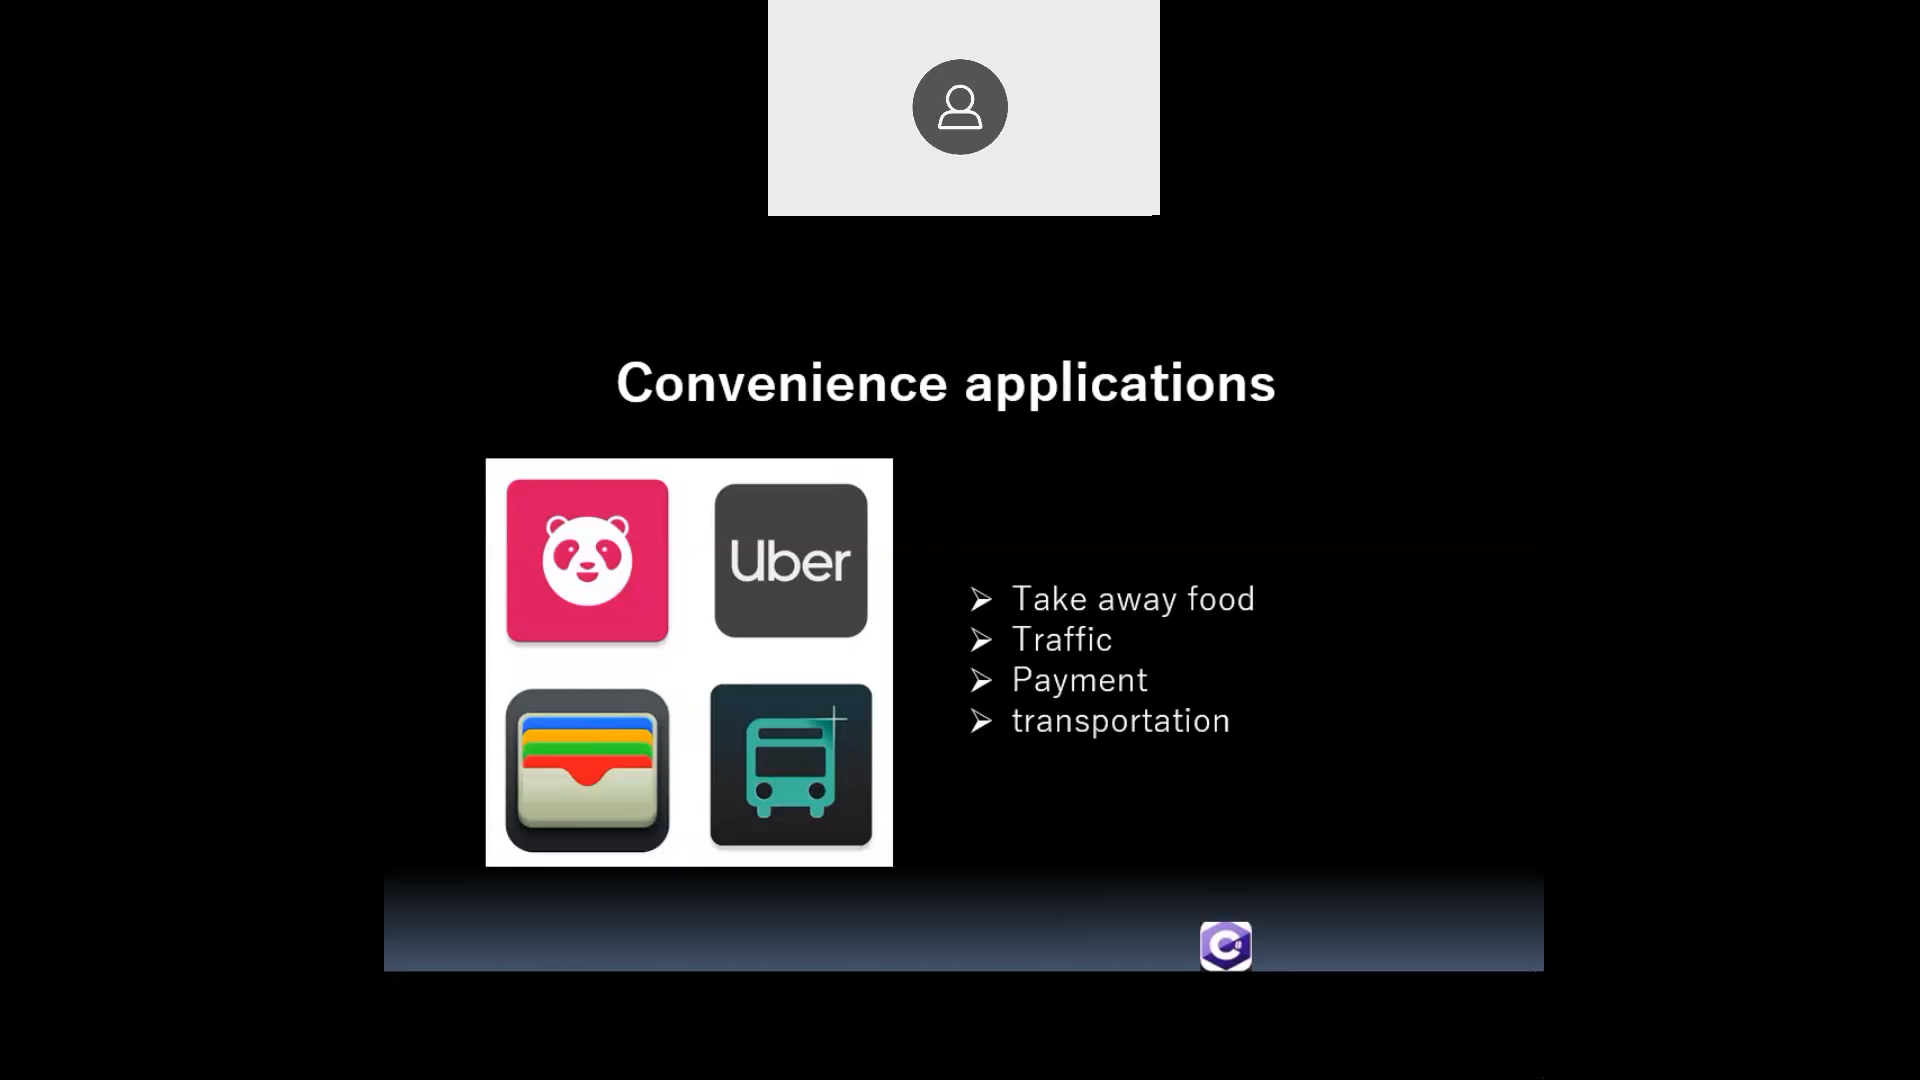 Convenience applications
Uber
Take away food
Traffic
Payment
transportation
C#